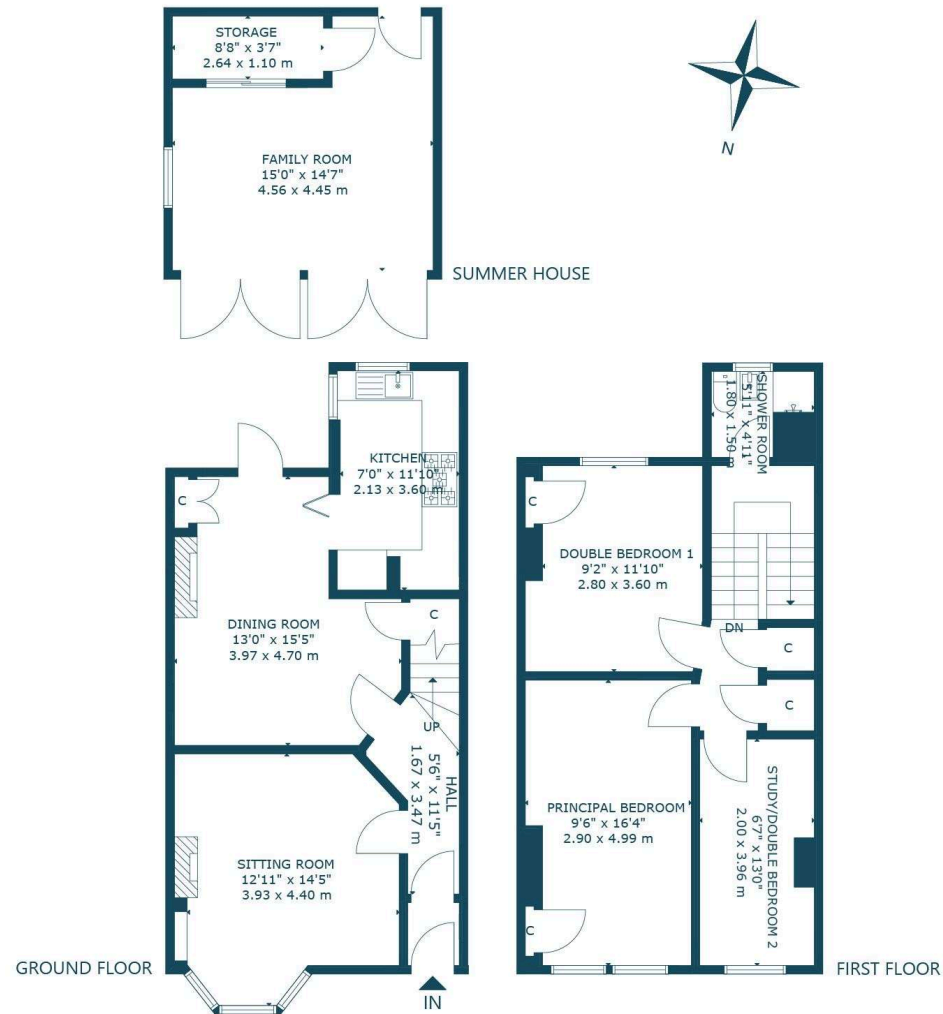 STORAGE
8'8" x 3'7"
2.64 x 1.10 m
FAMILY ROOM
15'0" x 14'7"
4.56 x 4.45 m
N
SUMMER HOUSE
KITCHEN
7'0" x 11'10"
2.13 x 3.60 m
C
DINING ROOM
13'0" x 15'5"
3.97 x 4.70 m
C
UP
HALL
5'6" x 11'5"
1.67 x 3.47 m
SITTING ROOM
12'11" x 14'5"
3.93 x 4.40 m
GROUND FLOOR
IN
SHOWER ROOM
5'11" x 4'11"
1.80 x 1.50 m
C
DOUBLE BEDROOM 1
9'2" x 11'10"
2.80 x 3.60 m
DN
C
C
PRINCIPAL BEDROOM
9'6" x 16'4"
2.90 x 4.99 m
STUDY/DOUBLE BEDROOM 2
6'7" x 13'0"
2.00 x 3.96 m
C
FIRST FLOOR